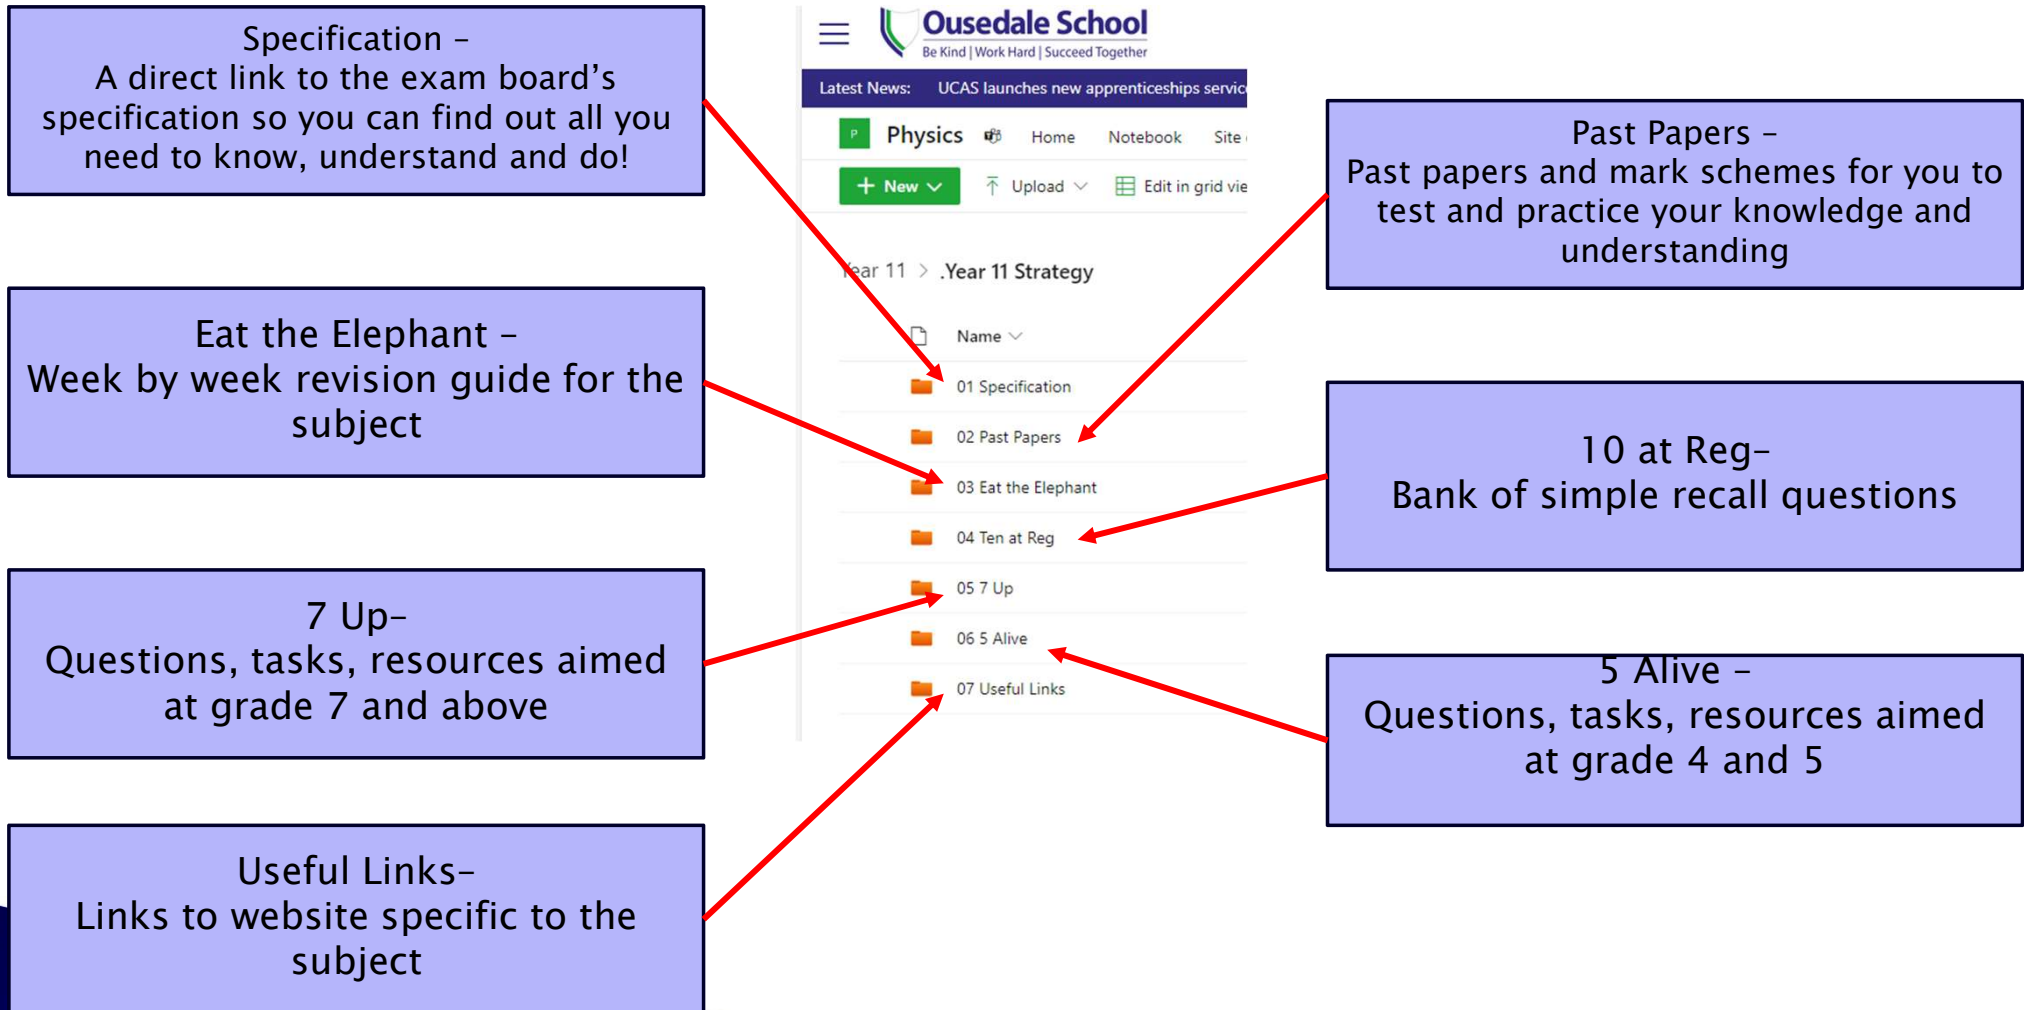 Specification –
A direct link to the exam board’s
specification so you can find out all you
need to know, understand and do!
Eat the Elephant –
Week by week revision guide for the
subject
7 Up–
Questions, tasks, resources aimed
at grade 7 and above
Useful Links–
Links to website specific to the
subject
Ousedale School
Be Kind | Work Hard | Succeed Together
Latest News: UCAS launches new apprenticeships service
P Physics Home Notebook Site
+ New Upload Edit in grid vie
Year 11 > .Year 11 Strategy
Name
01 Specification
02 Past Papers
03 Eat the Elephant
04 Ten at Reg
05 7 Up
06 5 Alive
07 Useful Links
Past Papers –
Past papers and mark schemes for you to
test and practice your knowledge and
understanding
10 at Reg–
Bank of simple recall questions
5 Alive –
Questions, tasks, resources aimed
at grade 4 and 5